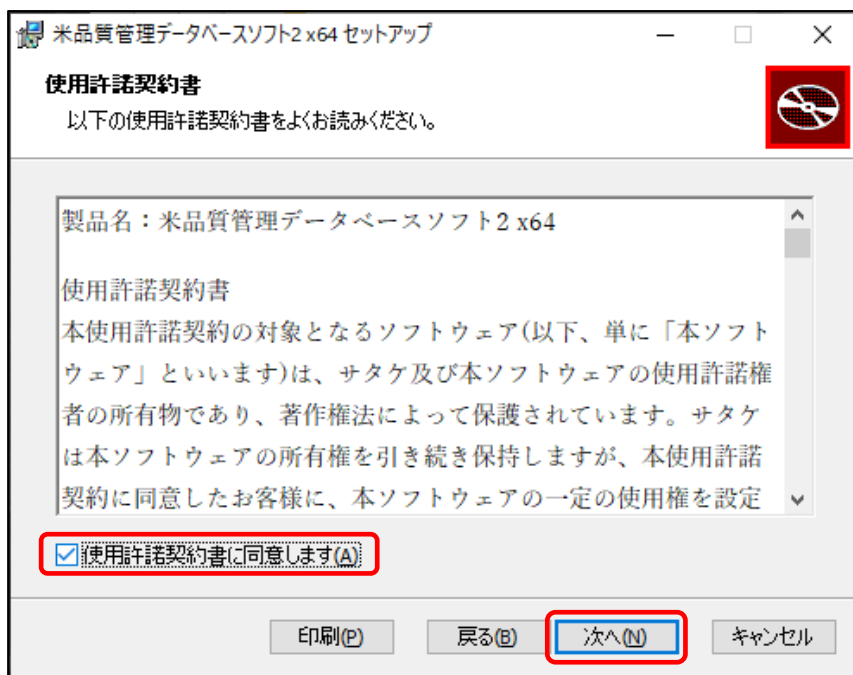 米品質管理データベースソフト2 x64 セットアップ
使用許諾契約書
以下の使用許諾契約書をよくお読みください。
製品名：米品質管理データベースソフト2 x64
使用許諾契約書
本使用許諾契約の対象となるソフトウェア(以下、単に「本ソフト
ウェア」といいます)は、サタケ及び本ソフトウェアの使用許諾権
者の所有物であり、著作権法によって保護されています。サタケ
は本ソフトウェアの所有権を引き続き保持しますが、本使用許諾
契約に同意したお客様に、本ソフトウェアの一定の使用権を設定
使用許諾契約書に同意します(A)
印刷(P) 戻る(B) 次へ(N) キャンセル